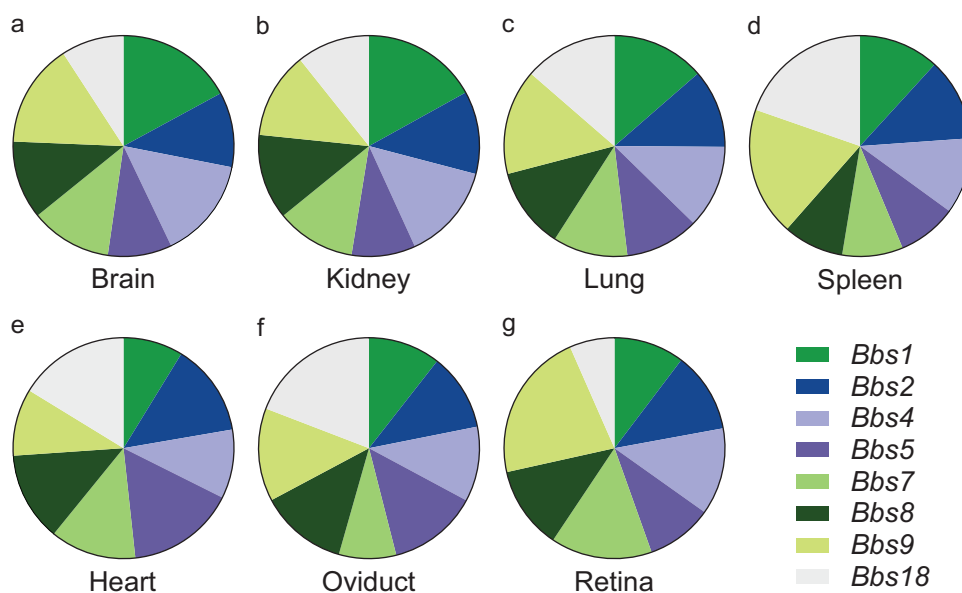 a
b
c
d
Brain
Kidney
Lung
Spleen
e
f
g
Heart
Oviduct
Retina
Bbs1
Bbs2
Bbs4
Bbs5
Bbs7
Bbs8
Bbs9
Bbs18